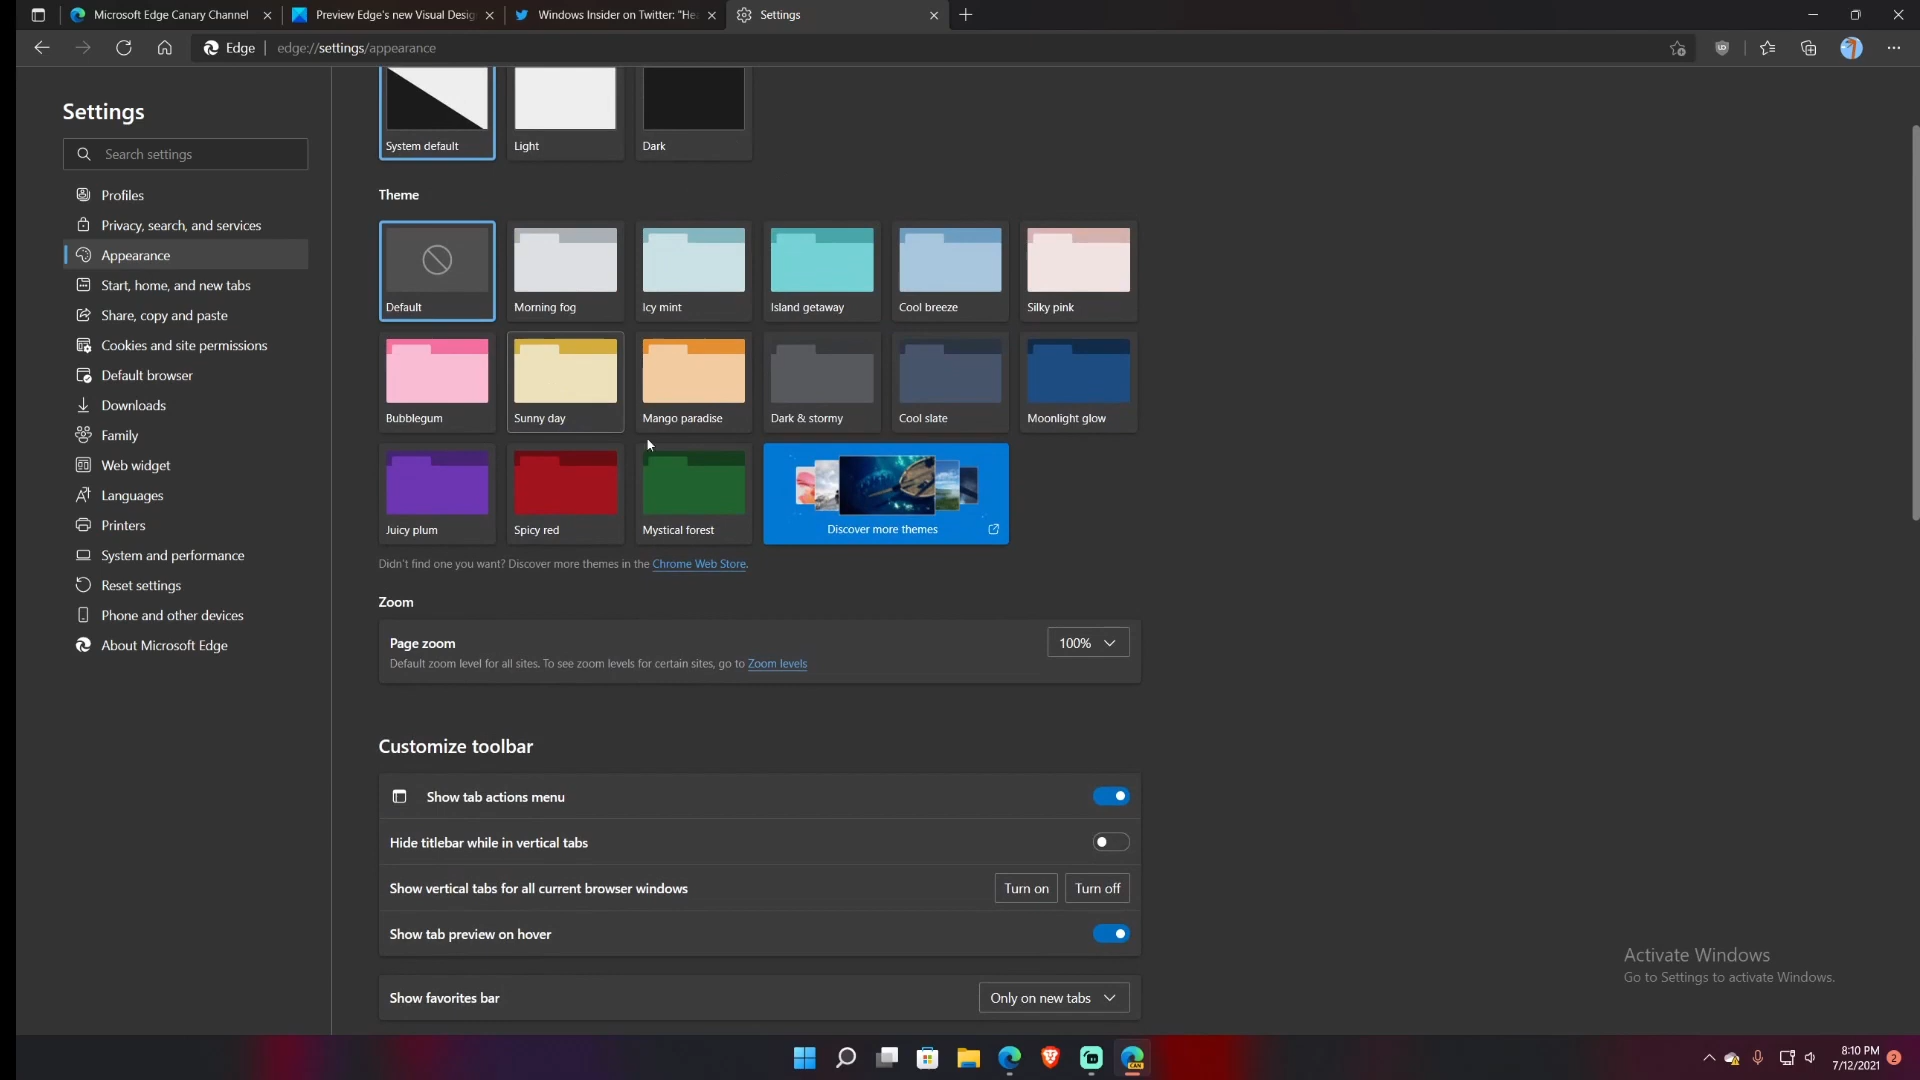 Microsoft Edge Canary Channel
Preview Edge's new Visual Desig
Windows Insider on Twitter: "He
Settings
Edge
edge://settings/appearance
Settings
Search settings
Profiles
Privacy, search, and services
Appearance
Start, home, and new tabs
Share, copy and paste
Cookies and site permissions
Default browser
Downloads
Family
Web widget
Languages
Printers
System and performance
Reset settings
Phone and other devices
About Microsoft Edge
System default
Light
Dark
Theme
Default
Morning fog
Icy mint
Island getaway
Cool breeze
Silky pink
Bubblegum
Sunny day
Mango paradise
Dark & stormy
Cool slate
Moonlight glow
Juicy plum
Spicy red
Mystical forest
Discover more themes
Didn't find one you want? Discover more themes in the Chrome Web Store.
Zoom
Page zoom
100%
Default zoom level for all sites. To see zoom levels for certain sites, go to Zoom levels
Customize toolbar
Show tab actions menu
Hide titlebar while in vertical tabs
Show vertical tabs for all current browser windows
Turn on
Turn off
Show tab preview on hover
Show favorites bar
Only on new tabs
Activate Windows
Go to Settings to activate Windows.
CAN
8:10 PM
7/12/2021
2